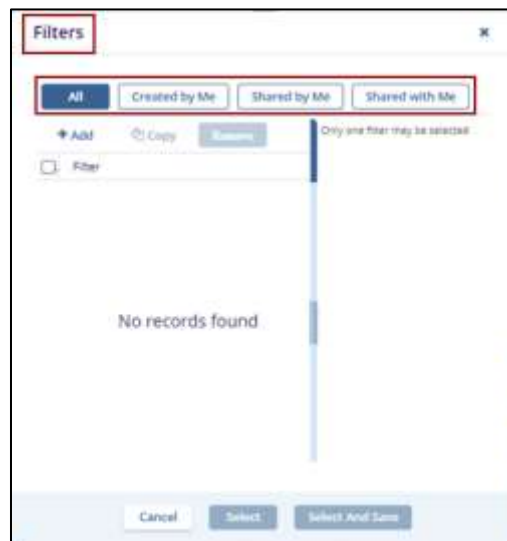 Filters
All Created by Me Shared by Me Shared with Me
Add Copy
Only one filter may be selected
Filter
No records found
Cancel Select Select And Save